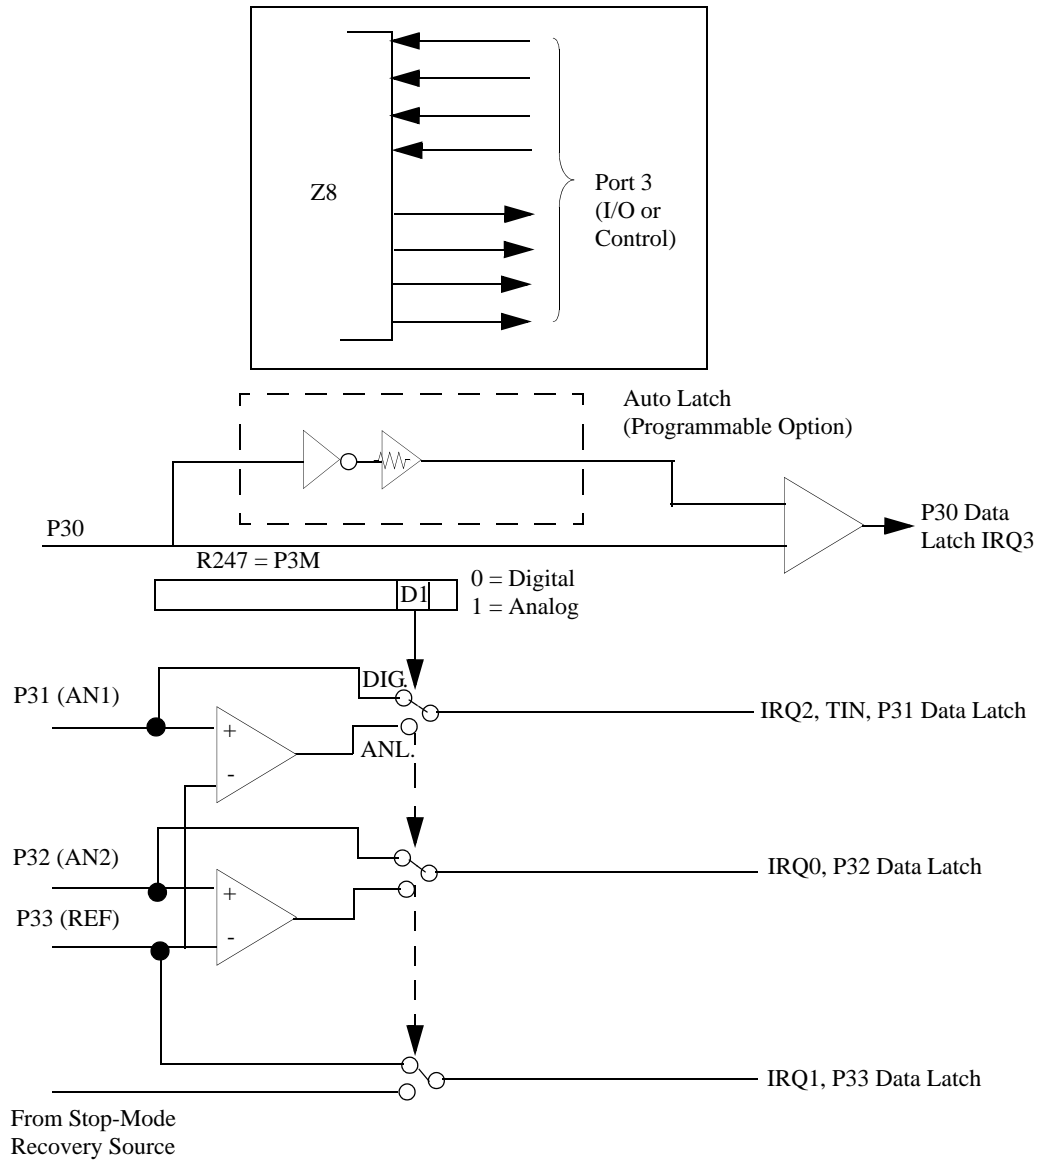 Z8
Port 3
(I/O or
Control)
Auto Latch
(Programmable Option)
P30
P30 Data
Latch IRQ3
R247 = P3M
D1
0 = Digital
1 = Analog
P31 (AN1)
DIG.
+
-
ANL.
IRQ2, TIN, P31 Data Latch
P32 (AN2)
+
-
IRQ0, P32 Data Latch
P33 (REF)
IRQ1, P33 Data Latch
From Stop-Mode
Recovery Source